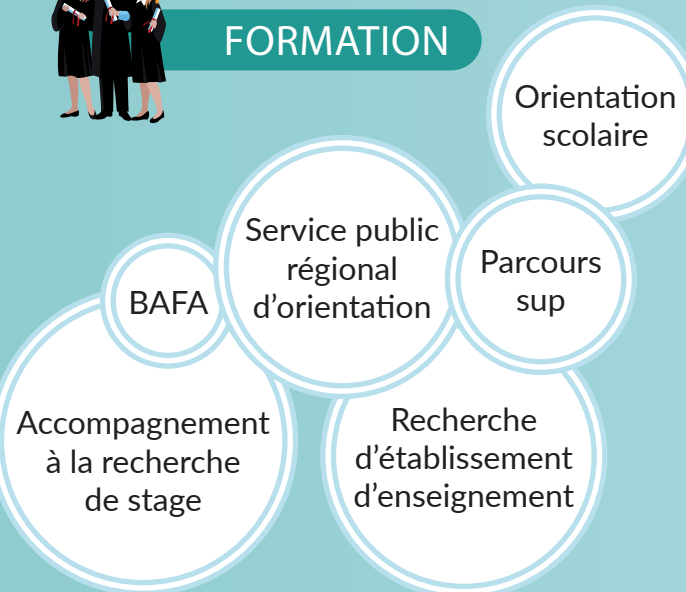 FORMATION
Orientation
scolaire
Service public
régional
d’orientation
Parcours
sup
BAFA
Accompagnement
à la recherche
de stage
Recherche
d’établissement
d’enseignement